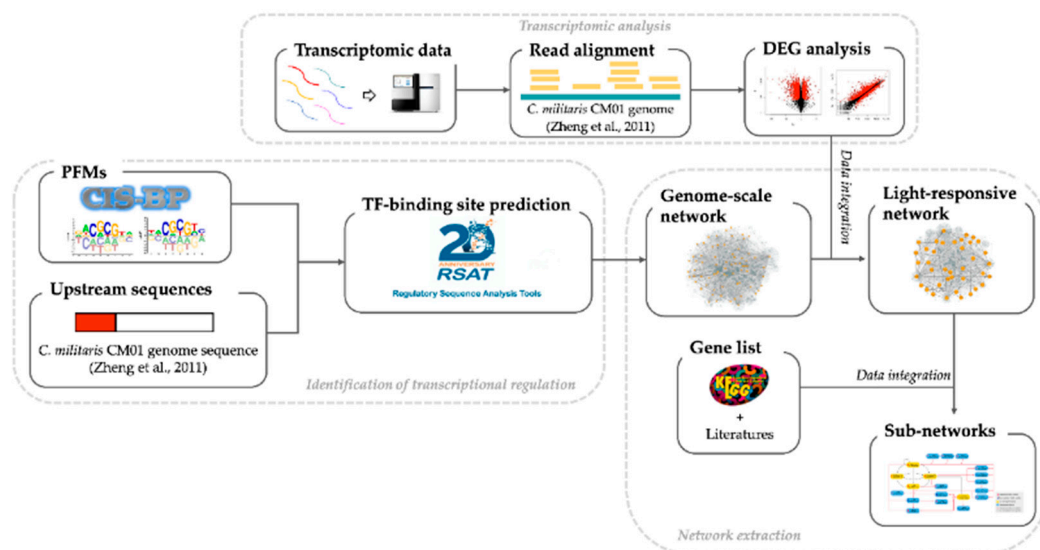 Transcriptomic analysis
Transcriptomic data
Read alignment
C. militaris CM01 genome
(Zheng et al., 2011)
DEG analysis
Data integration
PFMs
CIS-BP
Upstream sequences
C. militaris CM01 genome sequence
(Zheng et al., 2011)
TF-binding site prediction
20
ANNIVERSARY
RSAT
Regulatory Sequence Analysis Tools
Identification of transcriptional regulation
Genome-scale
network
Light-responsive
network
Gene list
KEGG
+
Literatures
Data integration
Sub-networks
Network extraction